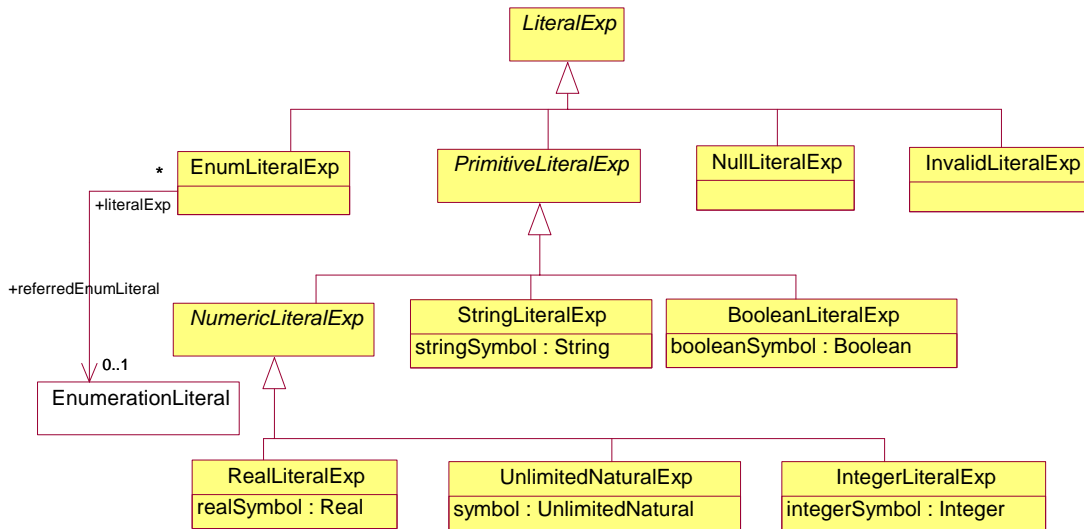 LiteralExp
EnumLiteralExp
PrimitiveLiteralExp
NullLiteralExp
InvalidLiteralExp
*
+literalExp
+referredEnumLiteral
0..1
EnumerationLiteral
NumericLiteralExp
StringLiteralExp
stringSymbol : String
BooleanLiteralExp
booleanSymbol : Boolean
RealLiteralExp
realSymbol : Real
UnlimitedNaturalExp
symbol : UnlimitedNatural
IntegerLiteralExp
integerSymbol : Integer